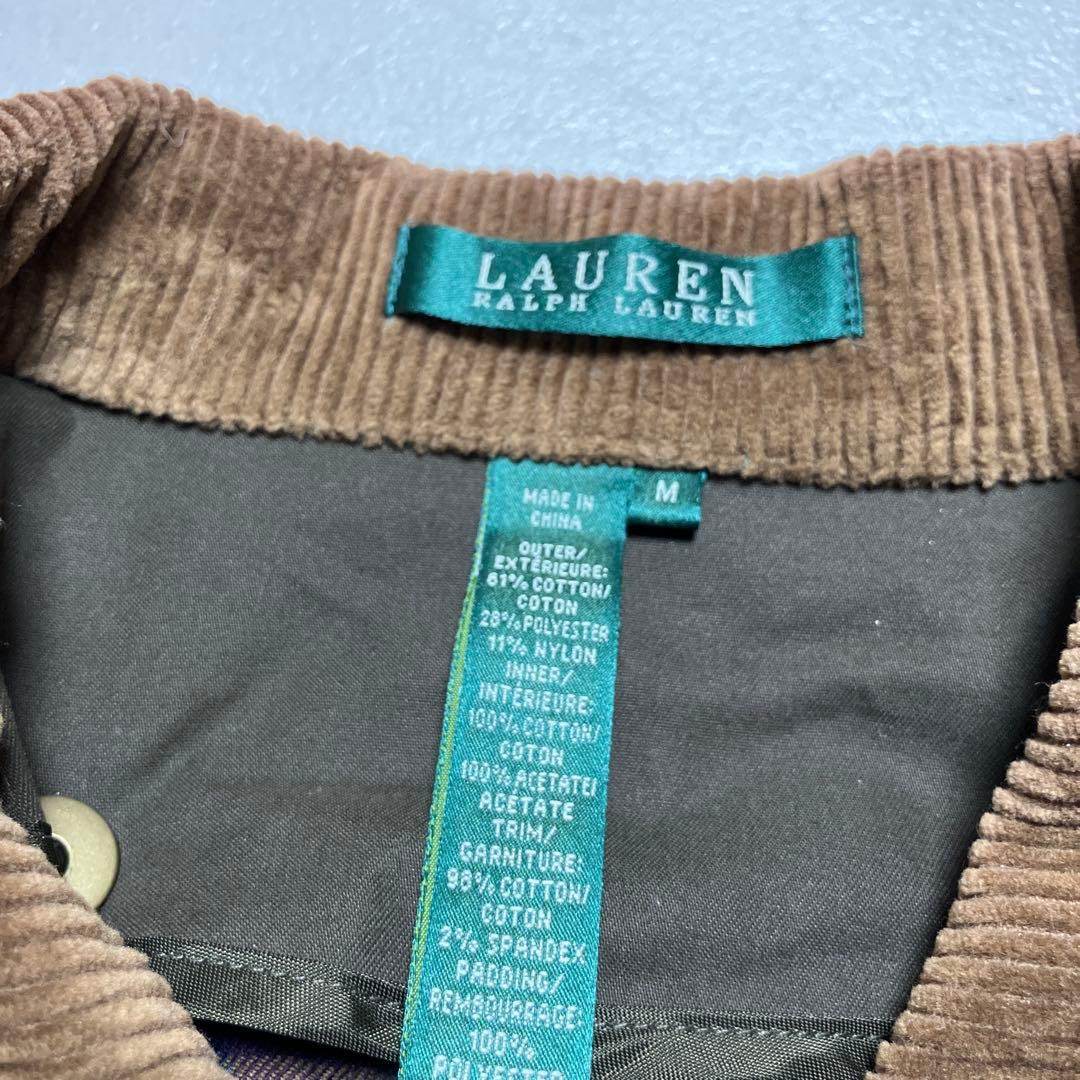 LAUREN
RALPH LAUREN
M
MADE IN
CHINA
OUTER/
EXTÉRIEURE:
61% COTTON/
COTON
28% POLYESTER
11% NYLON
INNER/
INTÉRIEURE:
100% COTTON/
COTON
100% ACETATE/
ACÉTATE
TRIM/
GARNITURE:
98% COTTON/
COTON
2% SPANDEX
PADDING/
REMBOURRAGE:
100%
POLYESTER